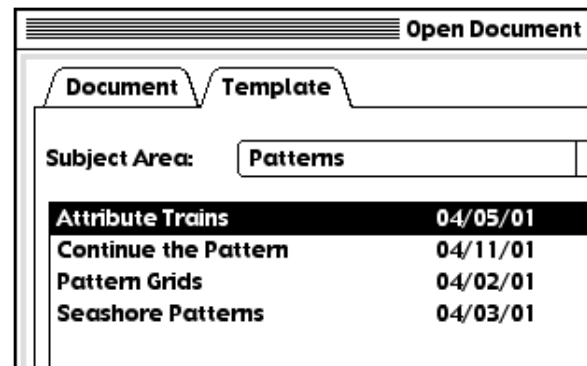 Open Document
Document Template
Subject Area: Patterns
Attribute Trains 04/05/01
Continue the Pattern 04/11/01
Pattern Grids 04/02/01
Seashore Patterns 04/03/01